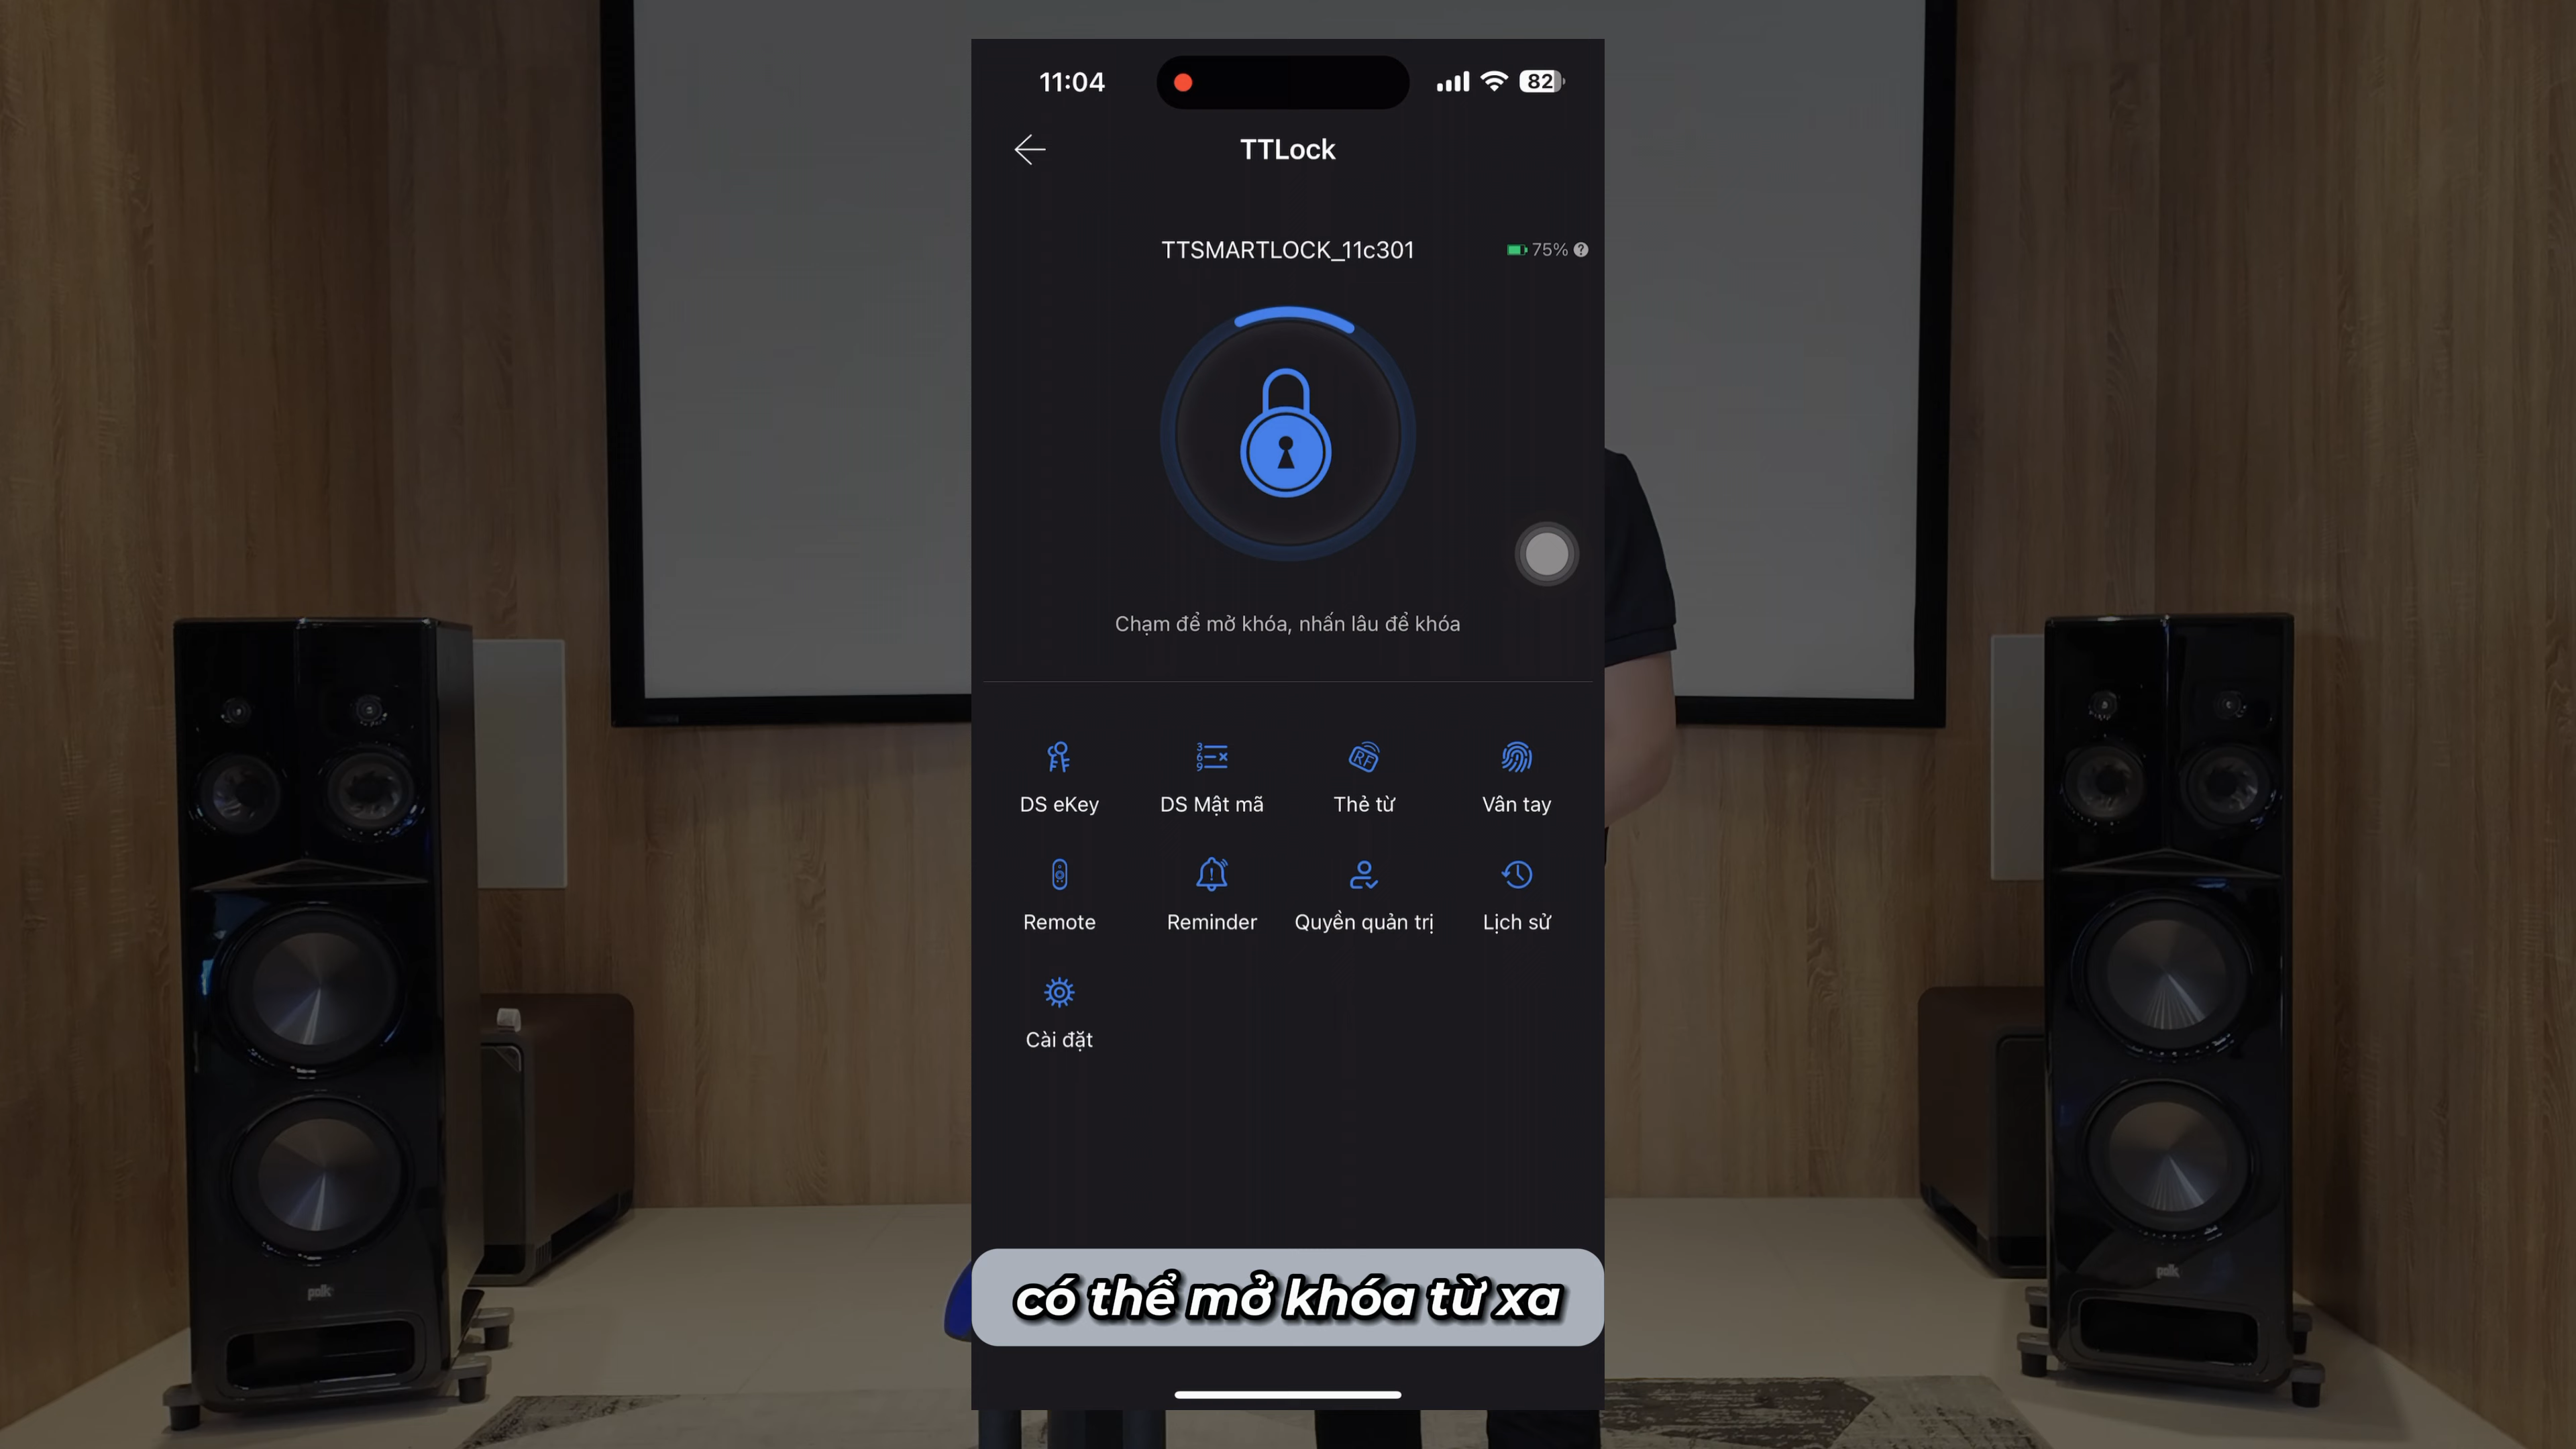 11:04
82
TTLock
TTSMARTLOCK_11c301
75%
Chạm để mở khóa, nhấn lâu để khóa
DS eKey
DS Mật mã
Thẻ từ
Vân tay
Remote
Reminder
Quyền quản trị
Lịch sử
Cài đặt
có thể mở khóa từ xa
polk
polk